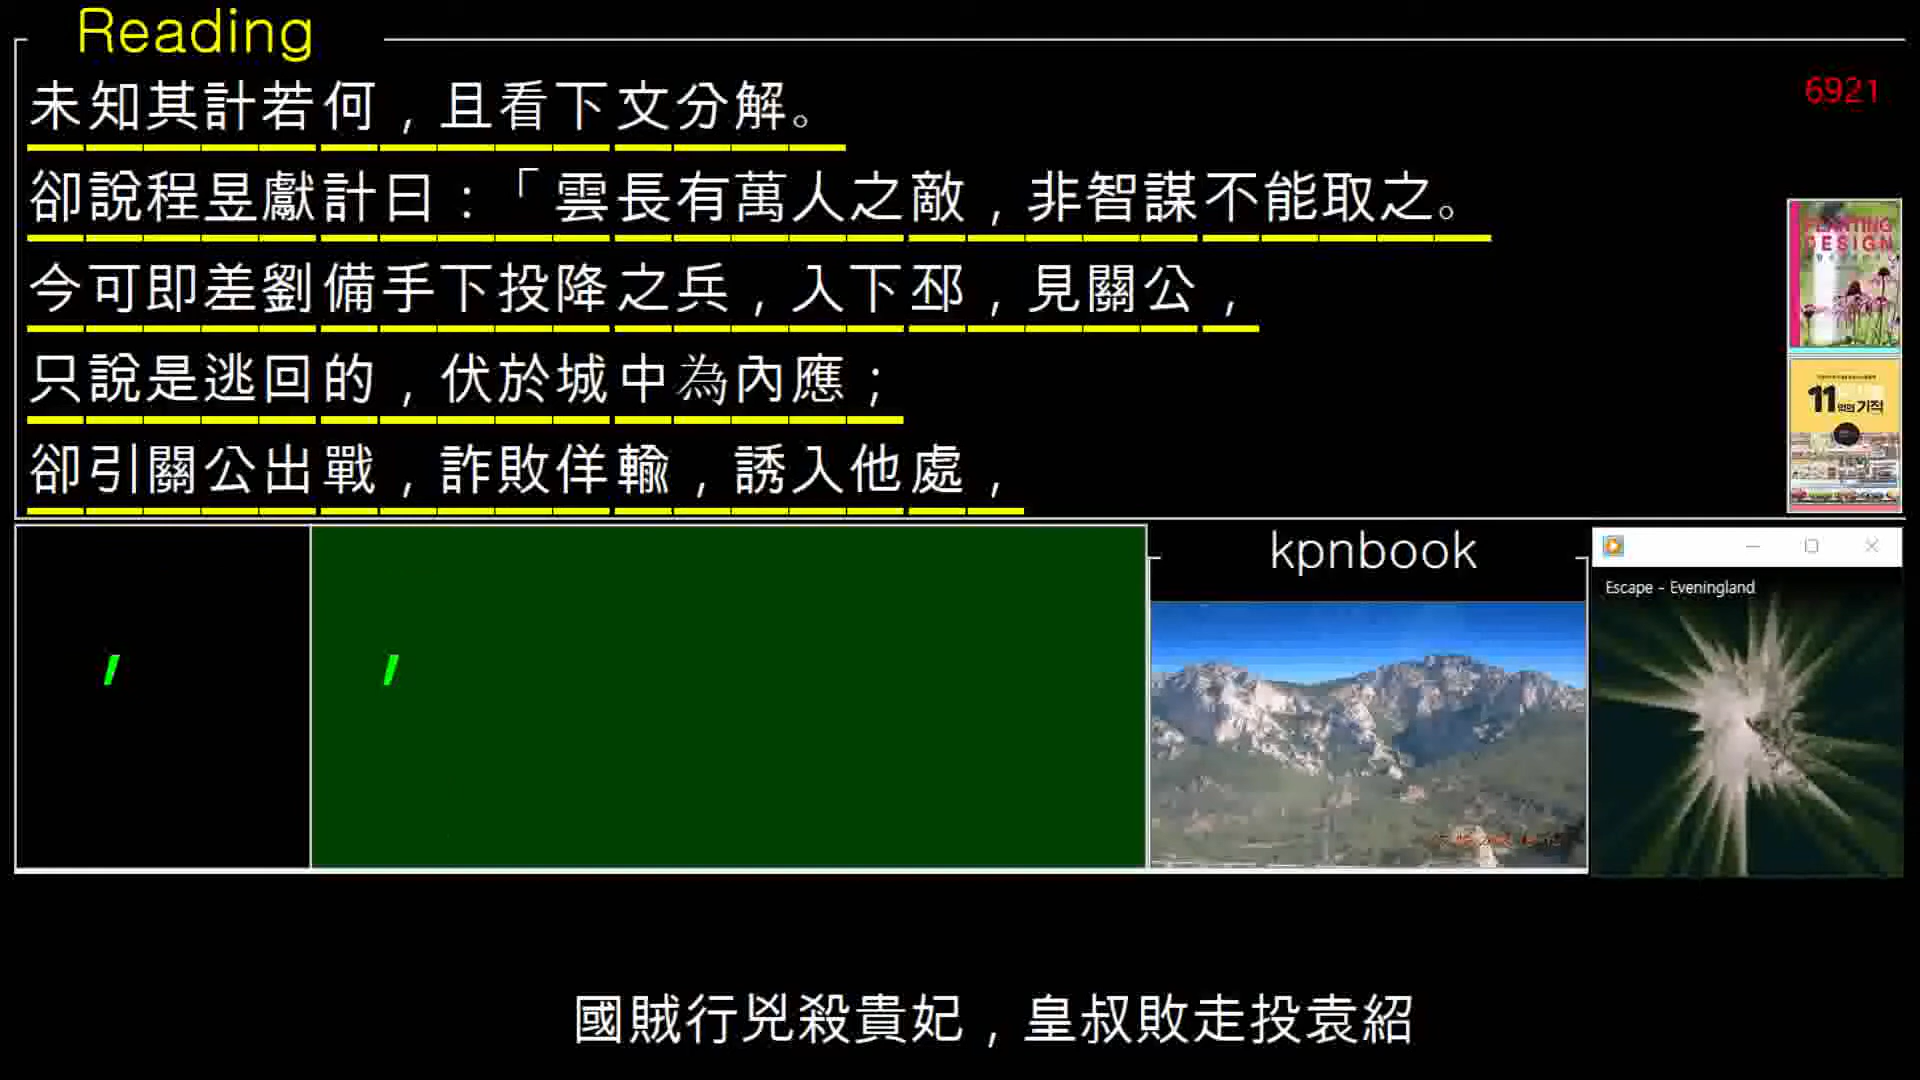 Reading
未知其計若何，且看下文分解。
6921
卻說程昱獻計曰：「雲長有萬人之敵，非智謀不能取之。
今可即差劉備手下投降之兵，入下邳，見關公，
只說是逃回的，伏於城中為內應；
卻引關公出戰，詐敗佯輸，誘入他處，
PLANTING
DESIGN
11
기적
kpnbook
Escape - Eveningland
，
，
國賊行兇殺貴妃，皇叔敗走投袁紹